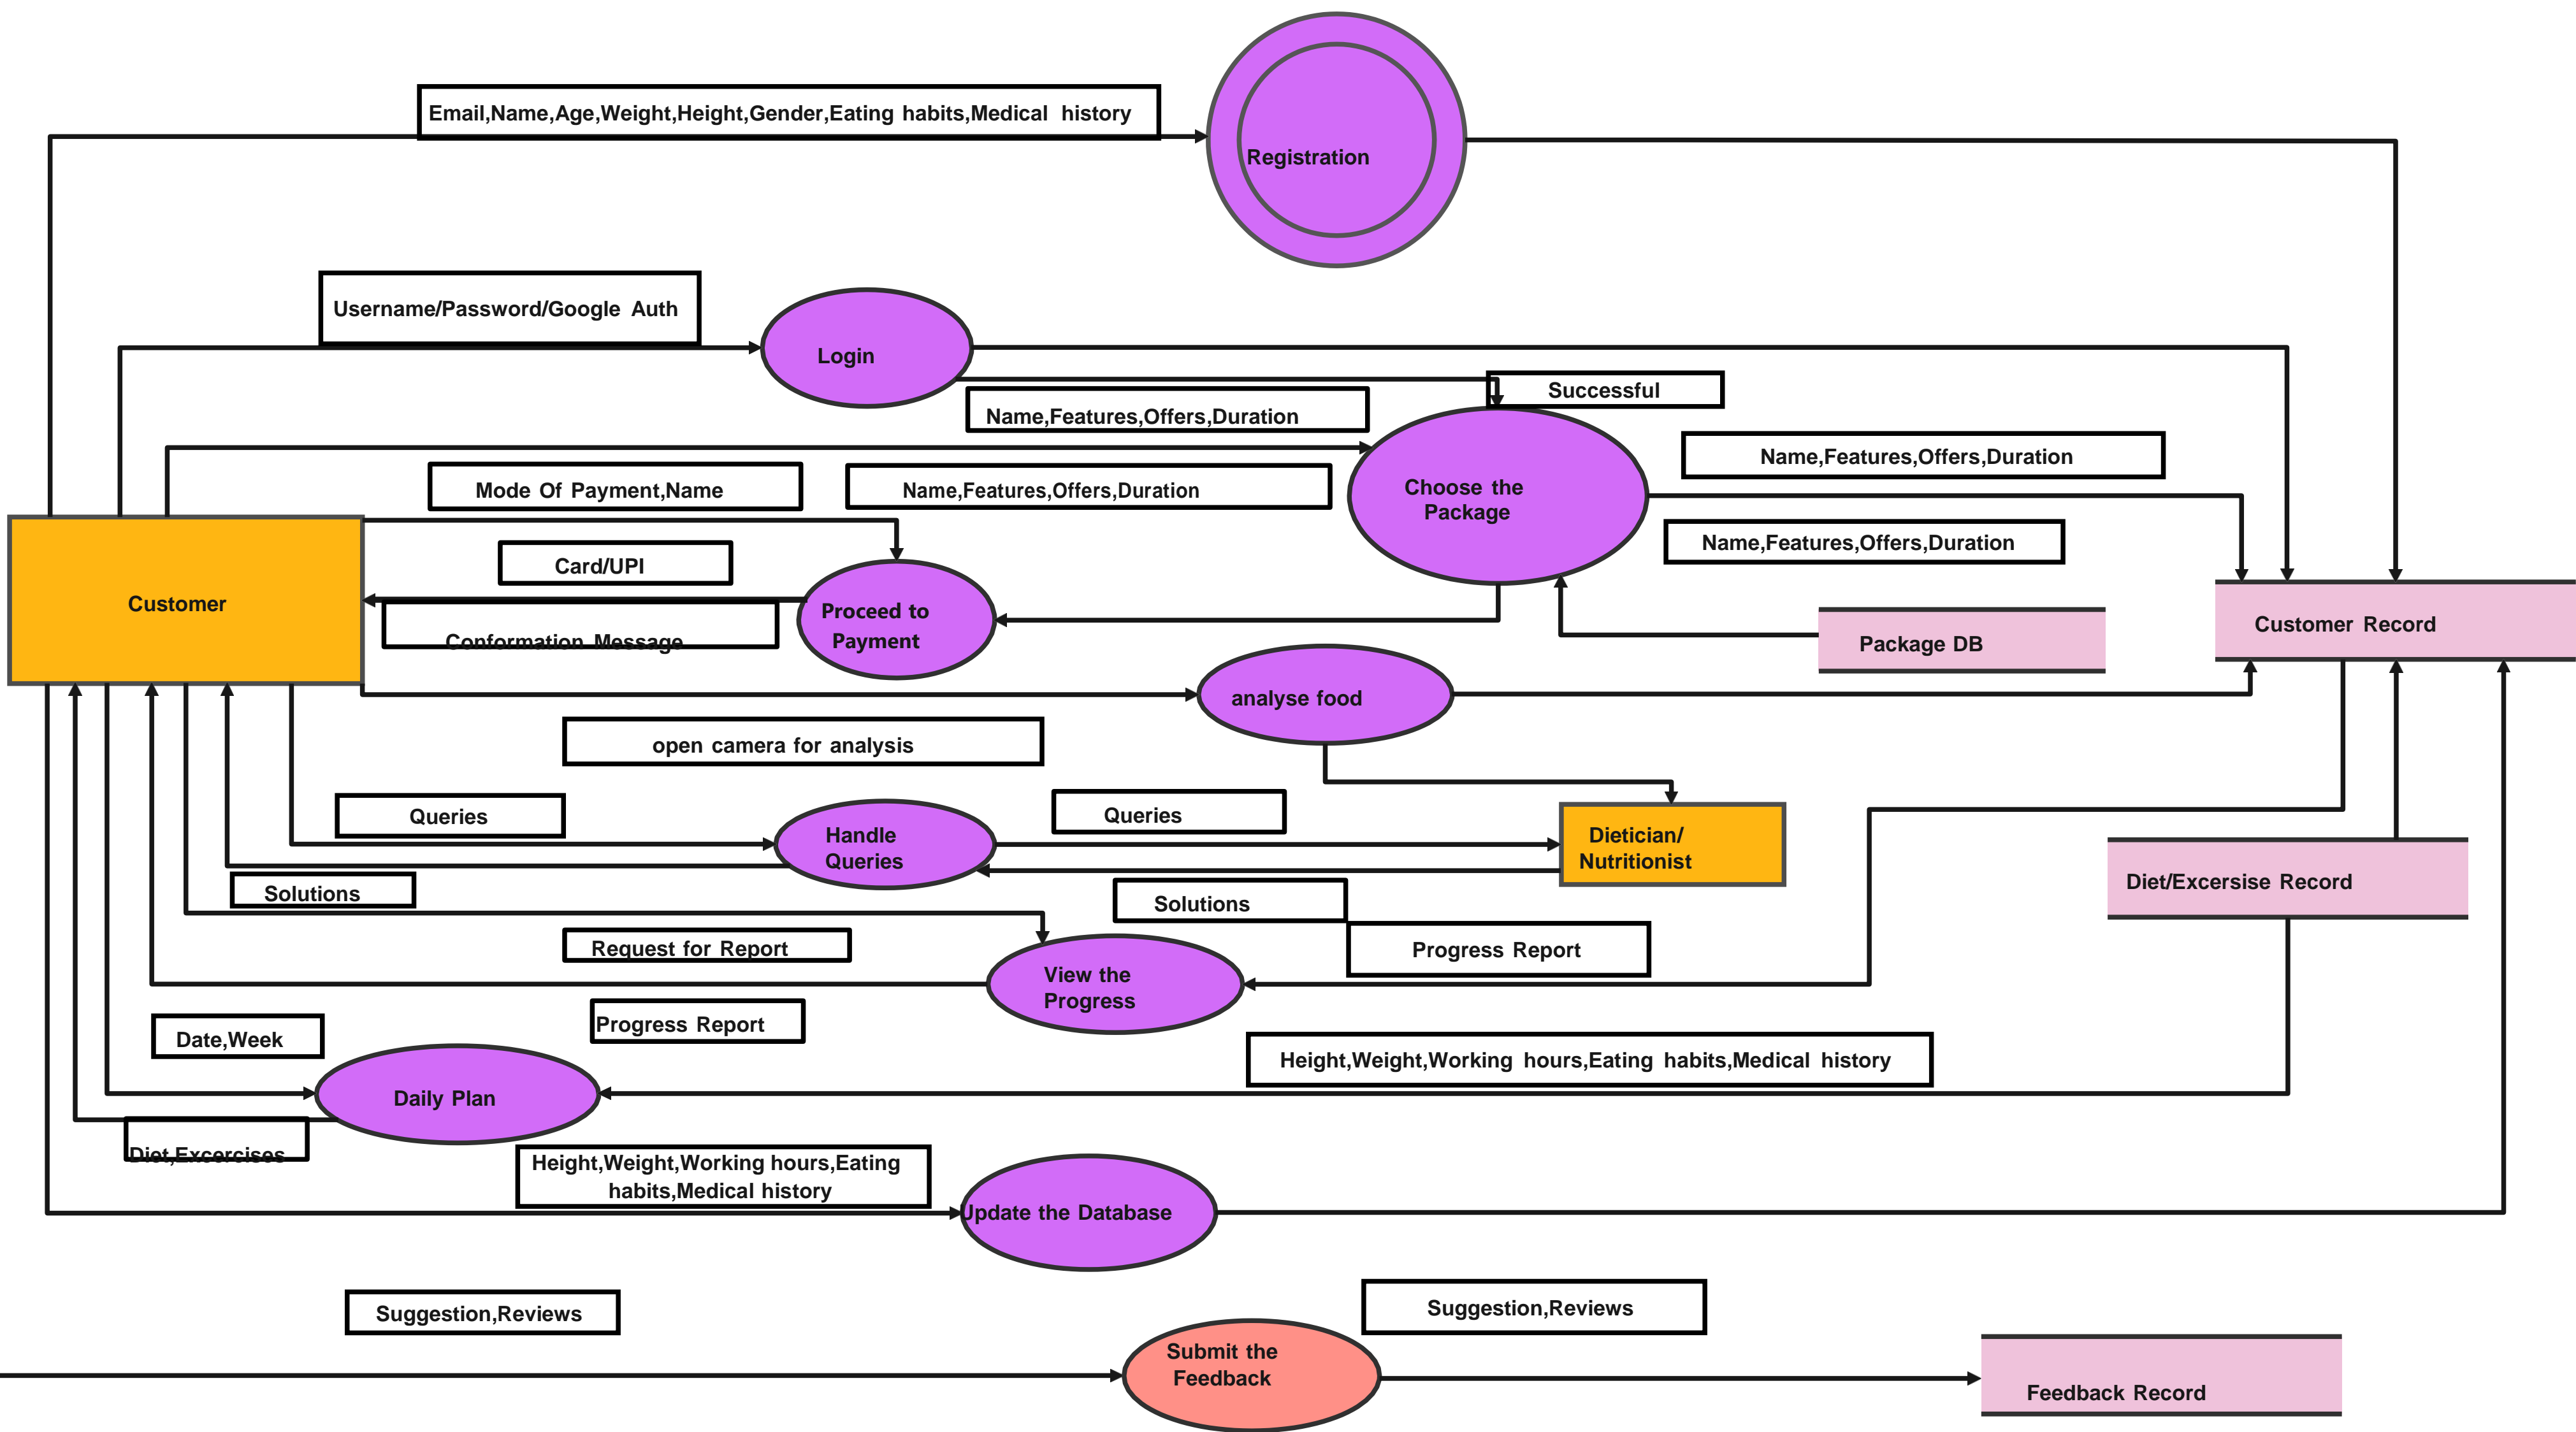 Email,Name,Age,Weight,Height,Gender,Eating habits,Medical history
Registration
Username/Password/Google Auth
Login
Successful
Name,Features,Offers,Duration
Name,Features,Offers,Duration
Mode Of Payment,Name
Name,Features,Offers,Duration
Choose the
Package
Name,Features,Offers,Duration
Card/UPI
Customer
Proceed to
Payment
Conformation Message
Package DB
Customer Record
analyse food
open camera for analysis
Queries
Queries
Handle
Queries
Dietician/
Nutritionist
Diet/Excersise Record
Solutions
Solutions
Request for Report
Progress Report
View the
Progress
Progress Report
Date,Week
Height,Weight,Working hours,Eating habits,Medical history
Daily Plan
Diet,Excercises
Height,Weight,Working hours,Eating
habits,Medical history
Update the Database
Suggestion,Reviews
Suggestion,Reviews
Submit the
Feedback
Feedback Record